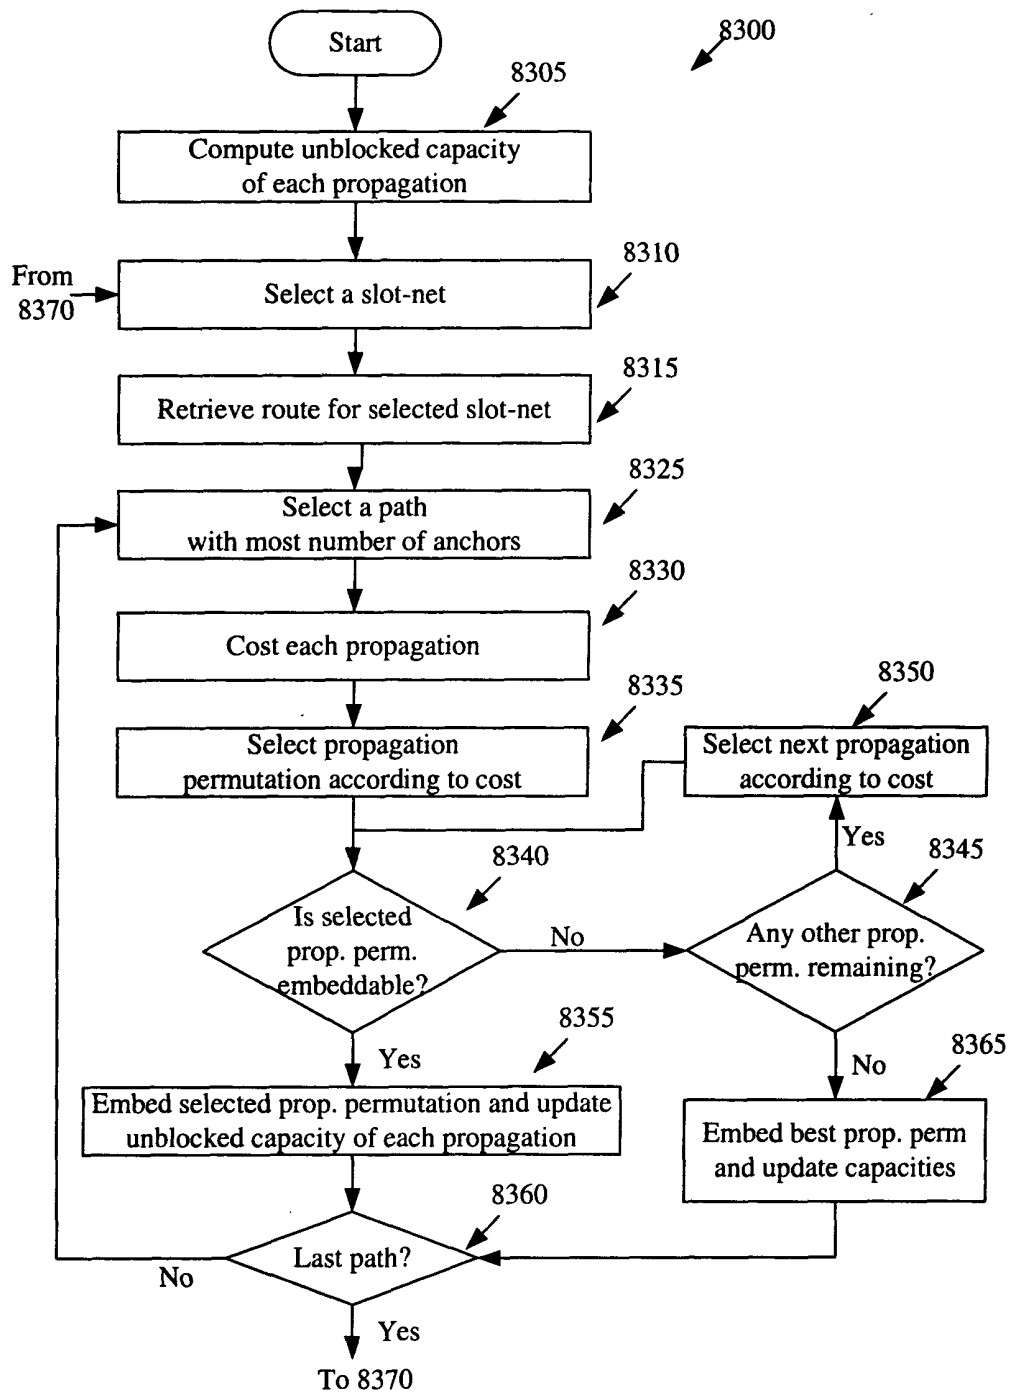 Start
8300
8305
Compute unblocked capacity
of each propagation
From
8370
8310
Select a slot-net
8315
Retrieve route for selected slot-net
8325
Select a path
with most number of anchors
8330
Cost each propagation
8335
Select propagation
permutation according to cost
8350
Select next propagation
according to cost
Yes
8340
Is selected
prop. perm.
embeddable?
No
8345
Any other prop.
perm. remaining?
Yes
No
8355
Embed selected prop. permutation and update
unblocked capacity of each propagation
8365
Embed best prop. perm
and update capacities
8360
Last path?
No
Yes
To 8370